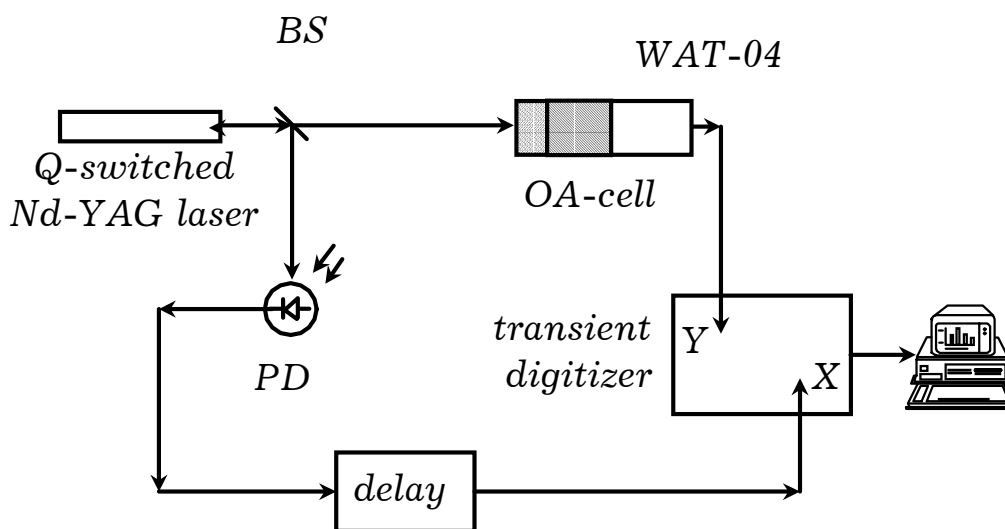 BS
WAT-04
Q-switched
Nd-YAG laser
OA-cell
transient
digitizer
Y
X
PD
delay